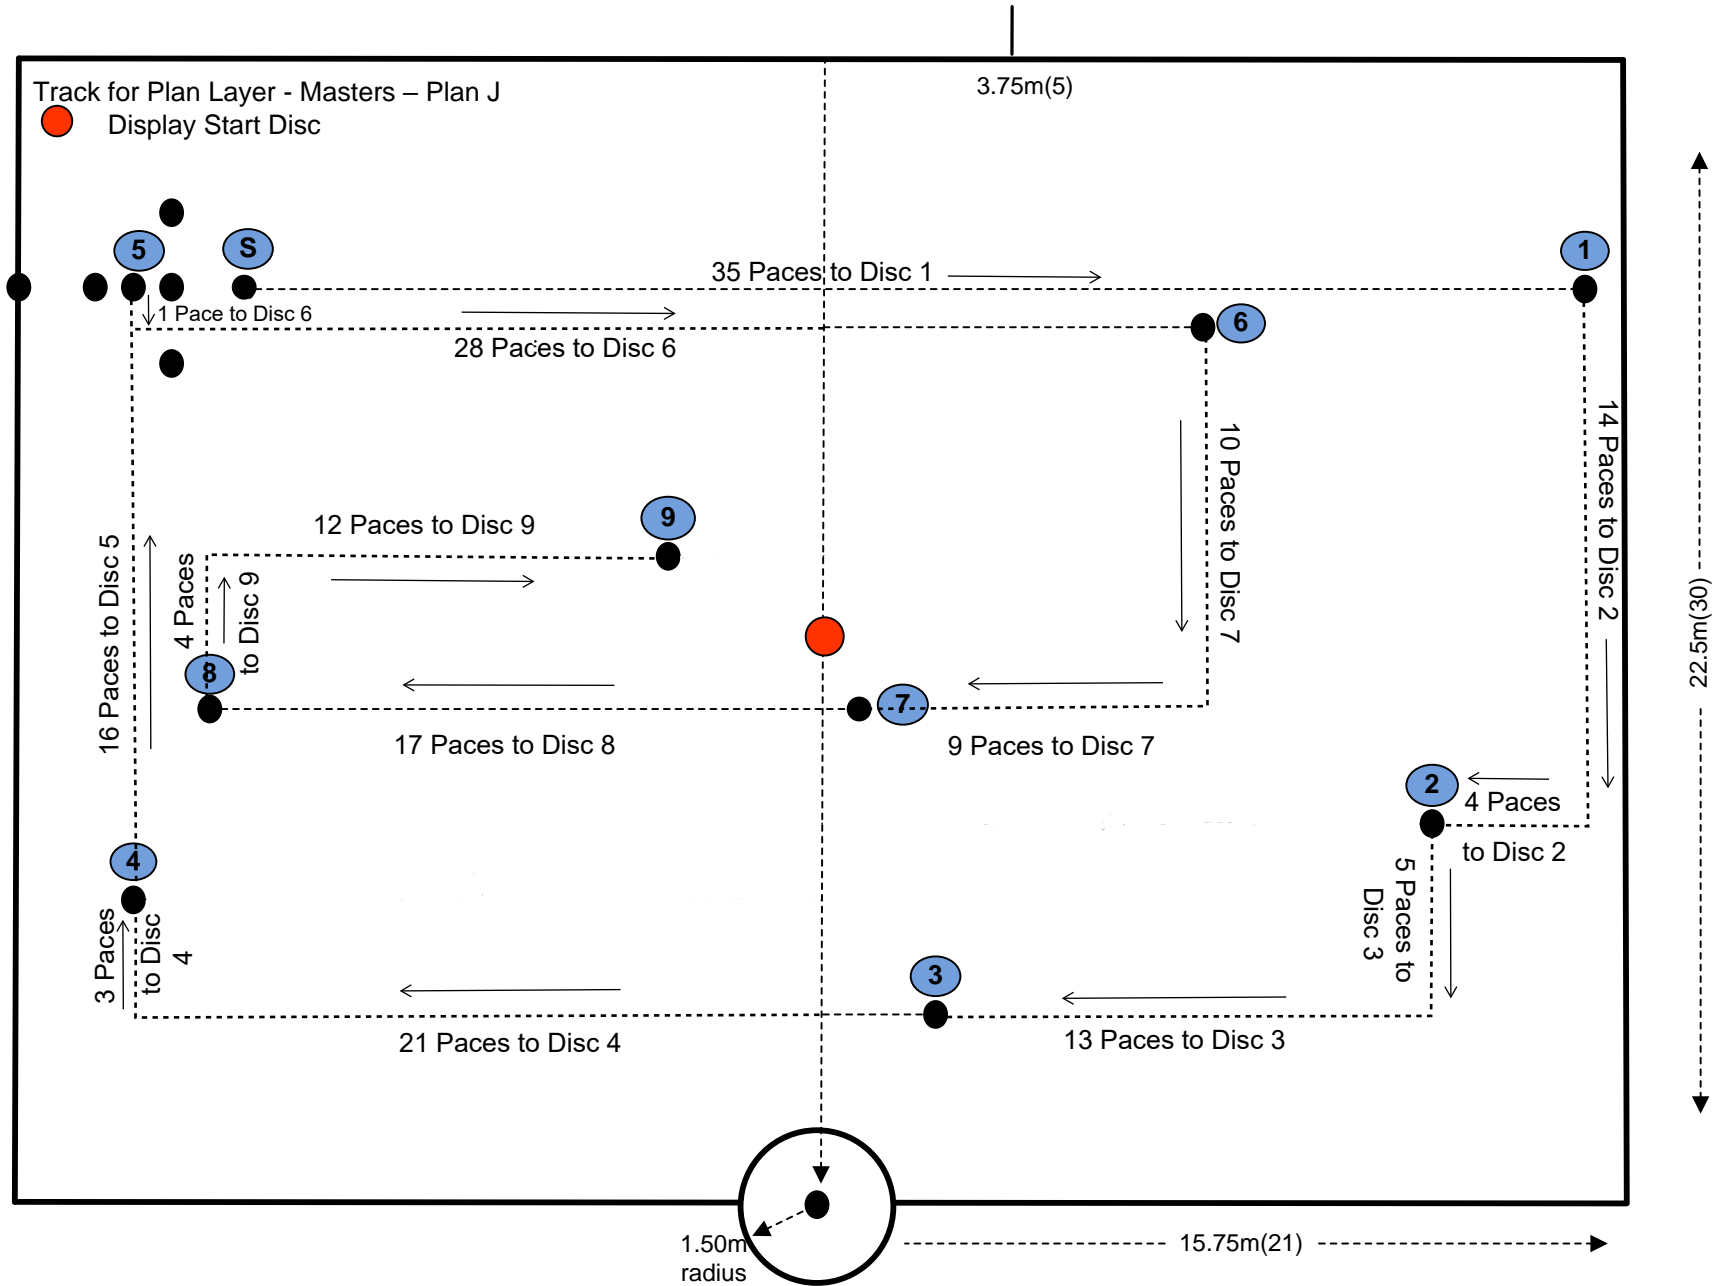 3.75m(5)
Track for Plan Layer - Masters – Plan J
Display Start Disc
5
S
1
35 Paces to Disc 1
1 Pace to Disc 6
6
28 Paces to Disc 6
14 Paces to Disc 2
10 Paces to Disc 7
22.5m(30)
9
12 Paces to Disc 9
16 Paces to Disc 5
4 Paces
to Disc 9
8
7
17 Paces to Disc 8
9 Paces to Disc 7
2
4 Paces
to Disc 2
5 Paces to
Disc 3
4
3 Paces
to Disc
4
3
21 Paces to Disc 4
13 Paces to Disc 3
1.50m
radius
15.75m(21)